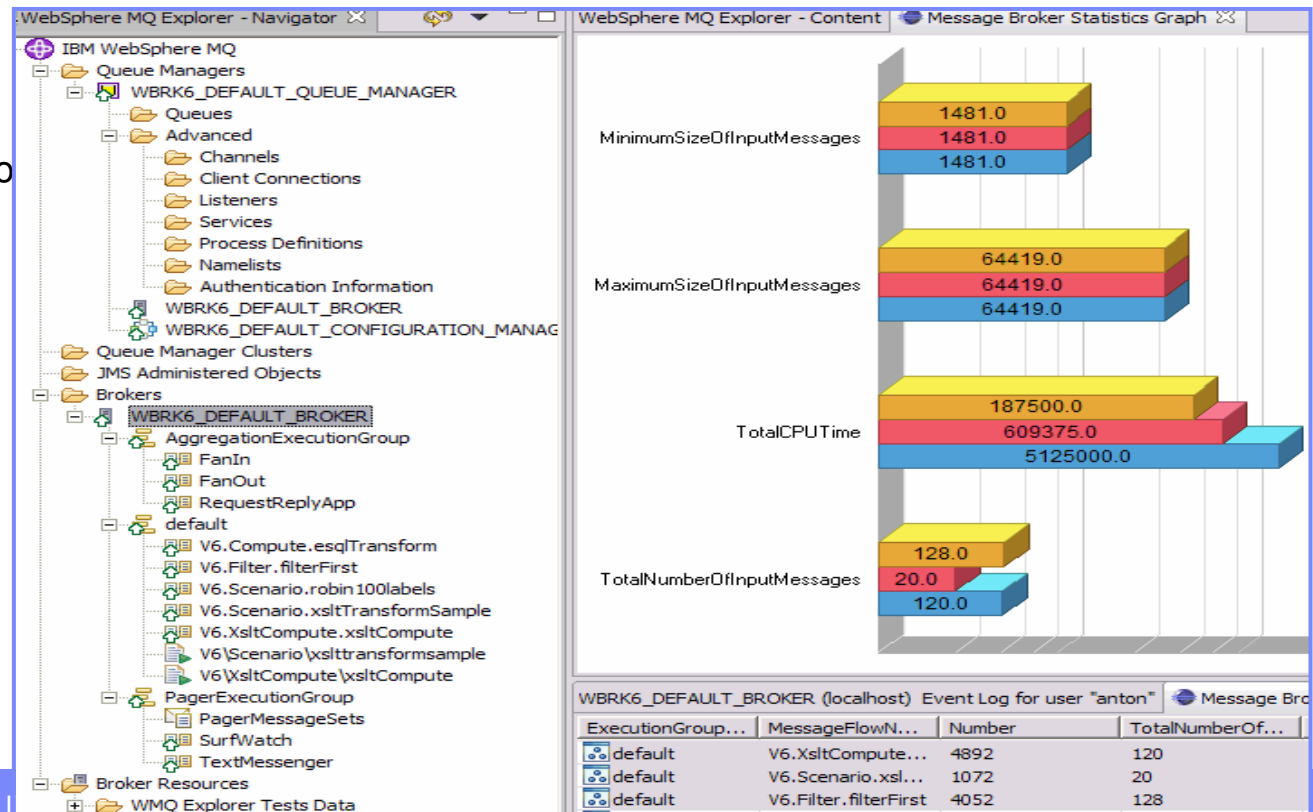 WebSphere MQ Explorer - Navigator
IBM WebSphere MQ
Queue Managers
WBRK6_DEFAULT_QUEUE_MANAGER
Queues
Advanced
Channels
Client Connections
Listeners
Services
Process Definitions
Namelists
Authentication Information
WBRK6_DEFAULT_BROKER
WBRK6_DEFAULT_CONFIGURATION_MANAG
Queue Manager Clusters
JMS Administered Objects
Brokers
WBRK6_DEFAULT_BROKER
AggregationExecutionGroup
FanIn
FanOut
RequestReplyApp
default
V6.Compute.esqlTransform
V6.Filter.filterFirst
V6.Scenario.robin100labels
V6.Scenario.xsltTransformSample
V6.XsltCompute.xsltCompute
V6\Scenario\xslttransformsample
V6\XsltCompute\xsltCompute
PagerExecutionGroup
PagerMessageSets
SurfWatch
TextMessenger
Broker Resources
WMQ Explorer Tests Data
WebSphere MQ Explorer - Content Message Broker Statistics Graph
MinimumSizeOfInputMessages
1481.0
1481.0
1481.0
MaximumSizeOfInputMessages
64419.0
64419.0
64419.0
TotalCPUTime
187500.0
609375.0
5125000.0
TotalNumberOfInputMessages
128.0
20.0
120.0
WBRK6_DEFAULT_BROKER (localhost) Event Log for user "anton" Message Bro
ExecutionGroup... MessageFlowN... Number TotalNumberOf...
default V6.XsltCompute... 4892 120
default V6.Scenario.xsl... 1072 20
default V6.Filter.filterFirst 4052 128